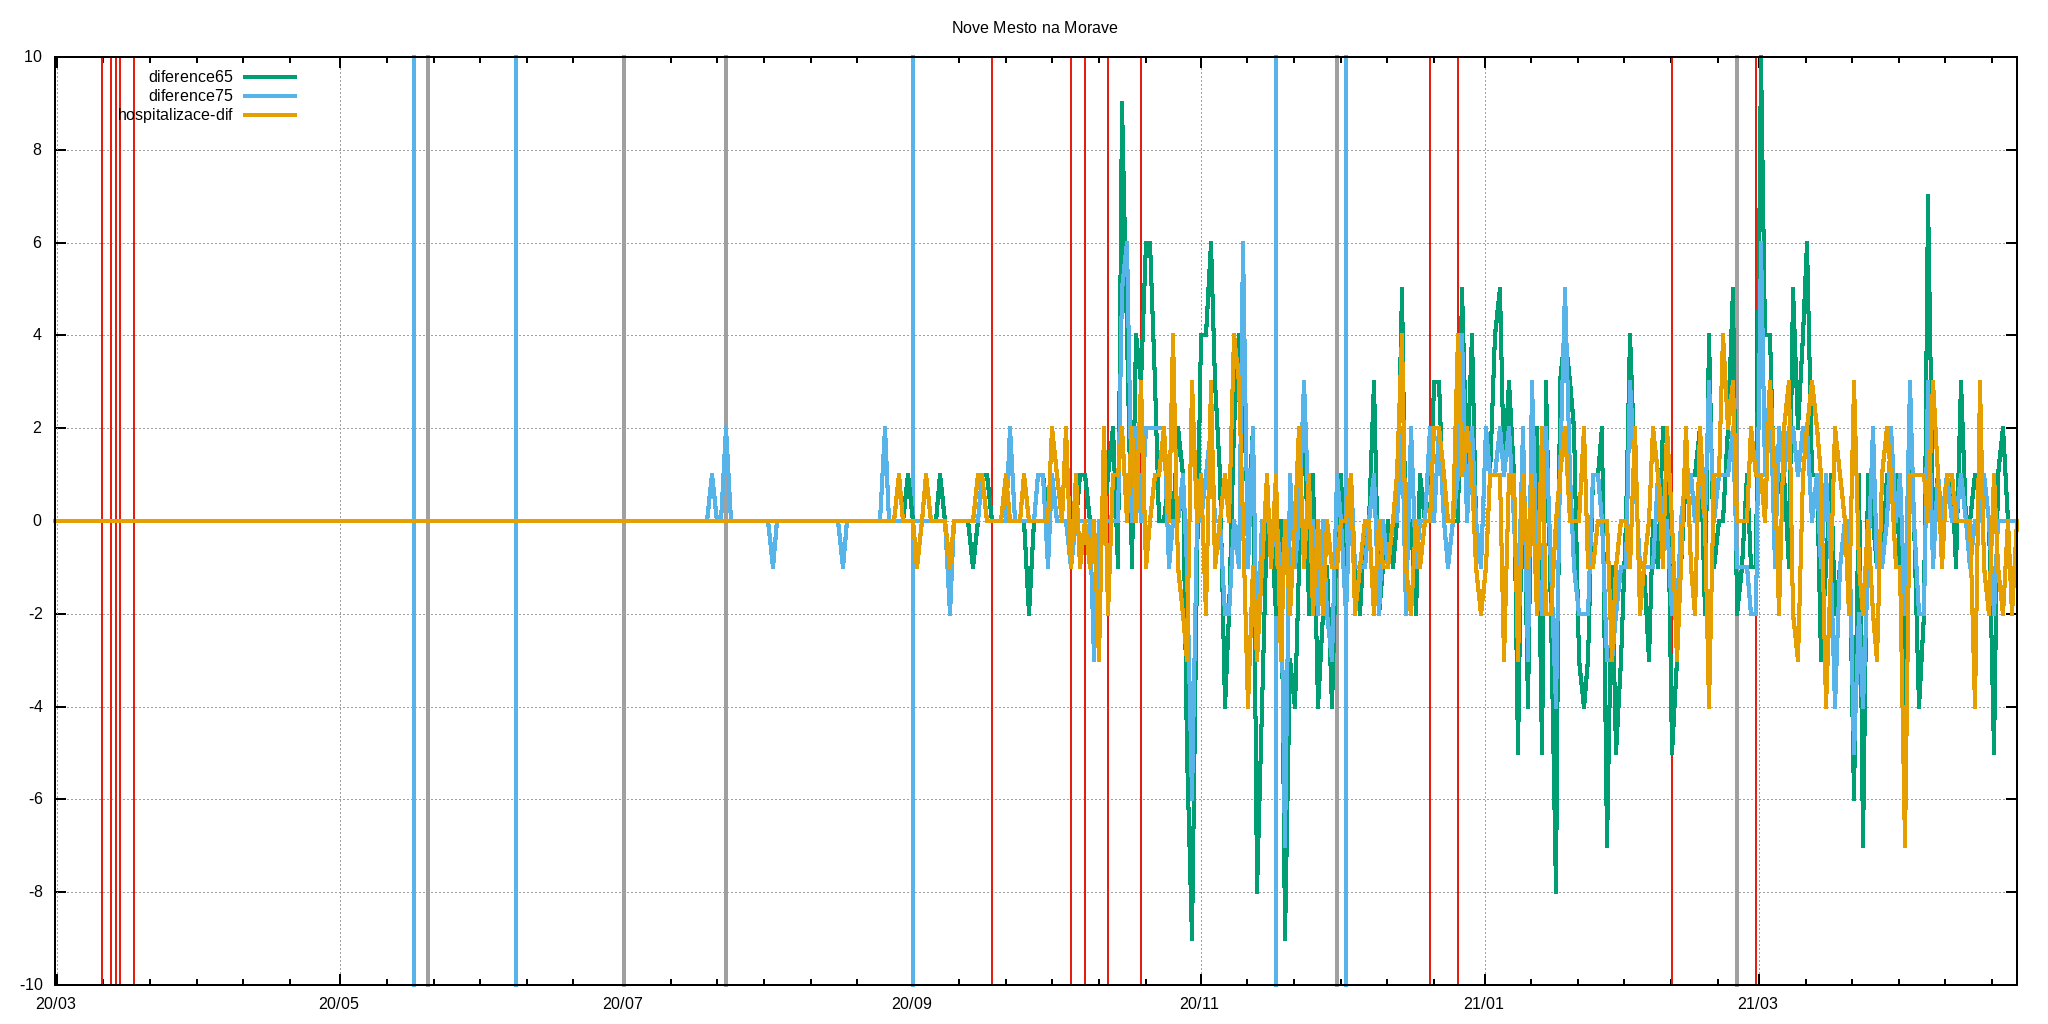 Nove Mesto na Morave
10
diference65
diference75
hospitalizace-dif
8
6
4
2
0
-2
-4
-6
-8
-10
20/03 20/05 20/07 20/09 20/11 21/01 21/03